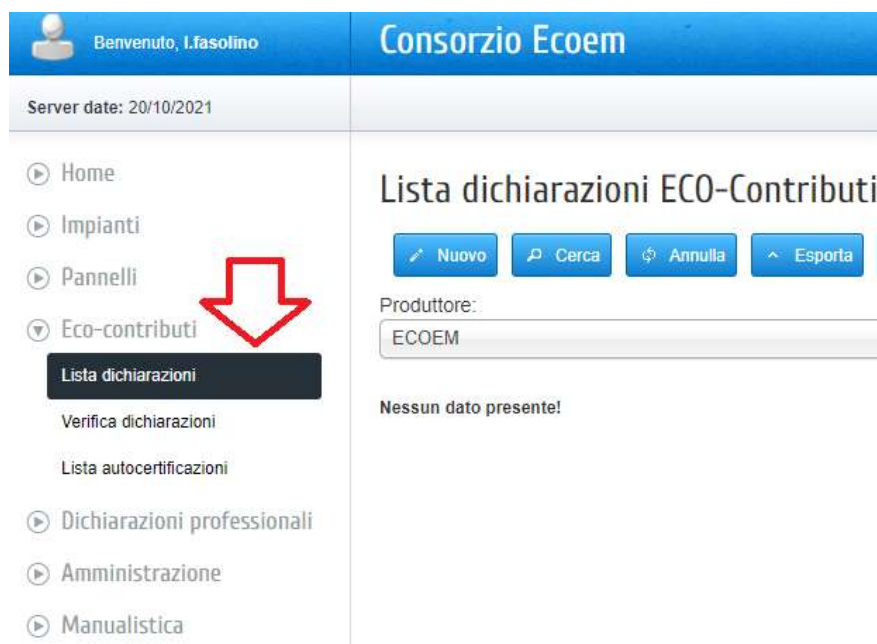 Benvenuto, l.fasolino
Consorzio Ecoem
Server date: 20/10/2021
Home
Impianti
Pannelli
Eco-contributi
Lista dichiarazioni
Verifica dichiarazioni
Lista autocertificazioni
Dichiarazioni professionali
Amministrazione
Manualistica
Lista dichiarazioni ECO-Contributi
Nuovo Cerca Annulla Esporta
Produttore:
ECOEM
Nessun dato presente!